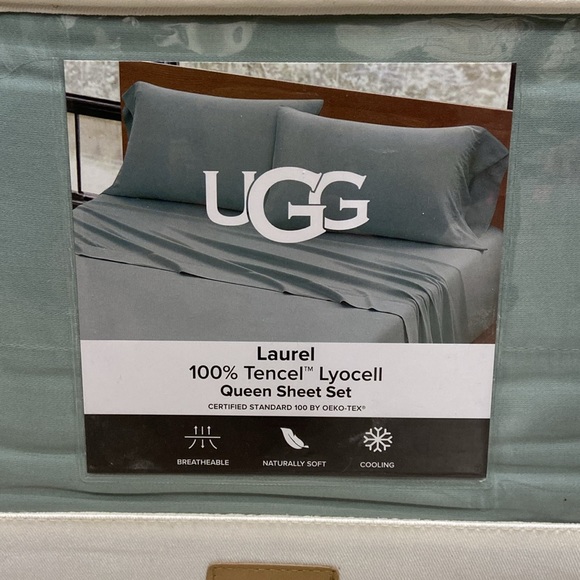 UGG
Laurel
100% Tencel™ Lyocell
Queen Sheet Set
CERTIFIED STANDARD 100 BY OEKO-TEX®
BREATHEABLE NATURALLY SOFT COOLING